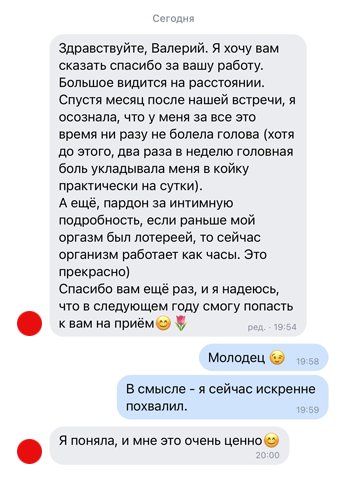 Сегодня
Здравствуйте, Валерий. Я хочу вам
сказать спасибо за вашу работу.
Большое видится на расстоянии.
Спустя месяц после нашей встречи, я
осознала, что у меня за все это
время ни разу не болела голова (хотя
до этого, два раза в неделю головная
боль укладывала меня в койку
практически на сутки).
А ещё, пардон за интимную
подробность, если раньше мой
оргазм был лотереей, то сейчас
организм работает как часы. Это
прекрасно)
Спасибо вам ещё раз, и я надеюсь,
что в следующем году смогу попасть
к вам на приём😊🌷
ред. · 19:54
Молодец 😉 19:58
В смысле - я сейчас искренне
похвалил.
19:59
Я поняла, и мне это очень ценно😊
20:00